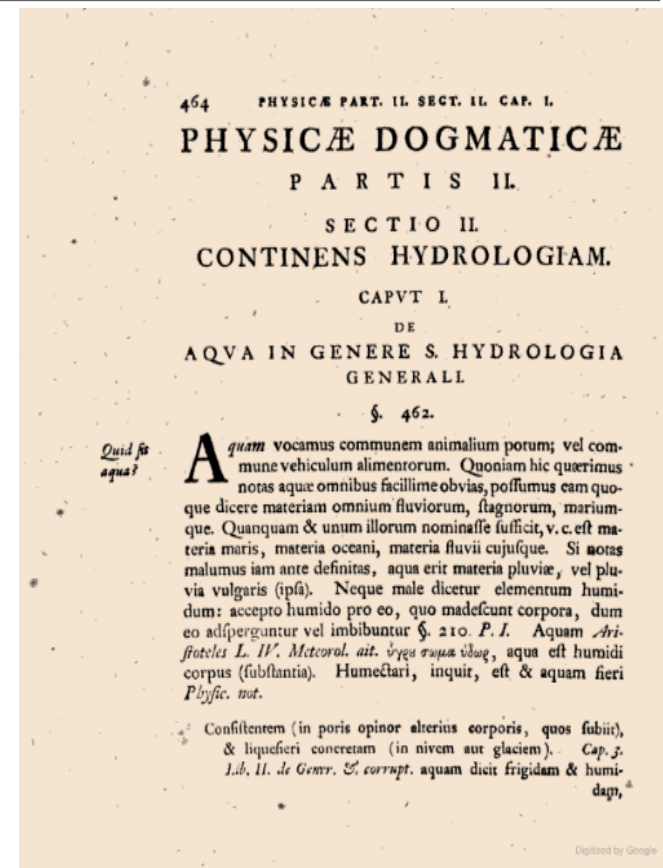 464 PHYSICÆ PART. II. SECT. II. CAP. I.
PHYSICÆ DOGMATICÆ
PARTIS II.
SECTIO II.
CONTINENS HYDROLOGIAM.
CAPVT I.
DE
AQVA IN GENERE S. HYDROLOGIA
GENERALI.
§. 462.
Quid ſit
aqua?
Aquam vocamus communem animalium potum; vel com-
mune vehiculum alimentorum. Quoniam hic quærimus
notas aquæ omnibus facillime obvias, poſſumus eam quo-
que dicere materiam omnium fluviorum, ſtagnorum, marium-
que. Quanquam & unum illorum nominaſſe ſufficit, v. c. eſt ma-
teria maris, materia oceani, materia fluvii cujuſque. Si notas
malumus iam ante definitas, aqua erit materia pluviæ, vel plu-
via vulgaris (ipſa). Neque male dicetur elementum humi-
dum: accepto humido pro eo, quo madeſcunt corpora, dum
eo adſperguntur vel imbibuntur §. 210. P. I. Aquam Ari-
ſtoteles L. IV. Meteorol. ait. ὑγρȣ σωμα ὑδωρ, aqua eſt humidi
corpus (ſubſtantia). Humectari, inquit, eſt & aquam fieri
Phyſic. not.
Conſiſtentem (in poris opinor alterius corporis, quos ſubiit),
& liquefieri concretam (in nivem aut glaciem). Cap. 3.
Lib. II. de Gener. & corrupt. aquam dicit frigidam & humi-
dam,
Digitized by Google